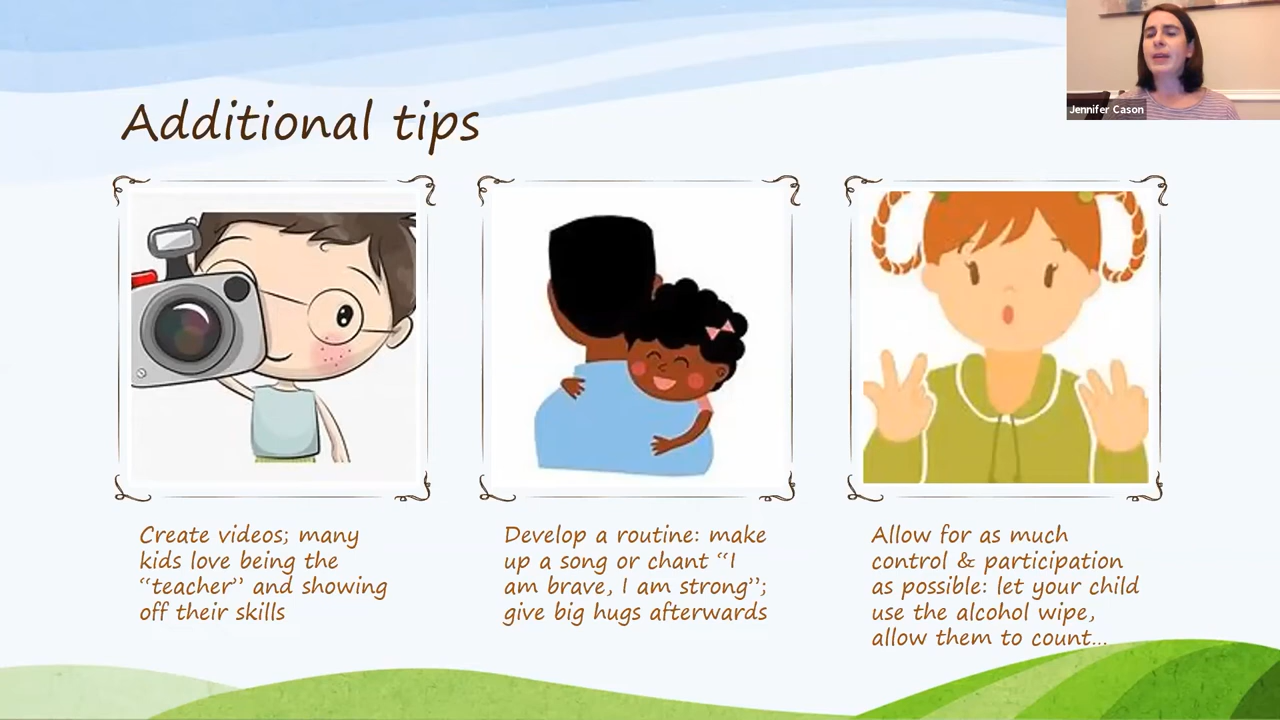 Jennifer Cason
Additional tips
Create videos; many
kids love being the
“teacher” and showing
off their skills
Develop a routine: make
up a song or chant “I
am brave, I am strong”;
give big hugs afterwards
Allow for as much
control & participation
as possible: let your child
use the alcohol wipe,
allow them to count...